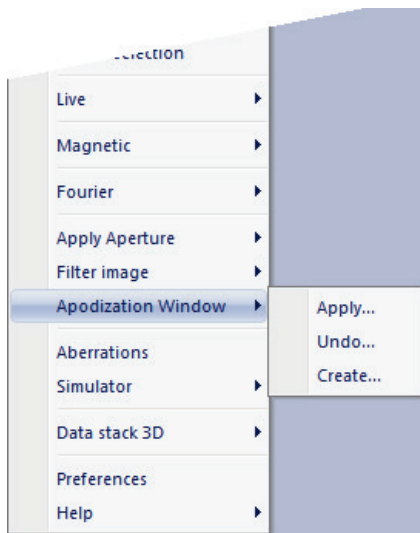 Live
Magnetic
Fourier
Apply Aperture
Filter image
Apodization Window
Apply...
Undo...
Create...
Aberrations
Simulator
Data stack 3D
Preferences
Help